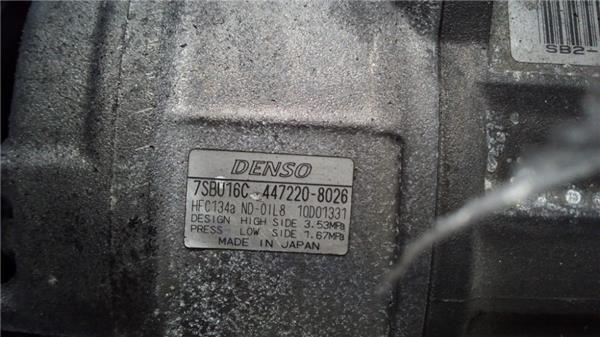 SB2-
DENSO
7SBU16C 447220-8026
HFC134a ND-OIL8 10D01331
DESIGN HIGH SIDE 3.53MPa
PRESS LOW SIDE 1.67MPa
MADE IN JAPAN